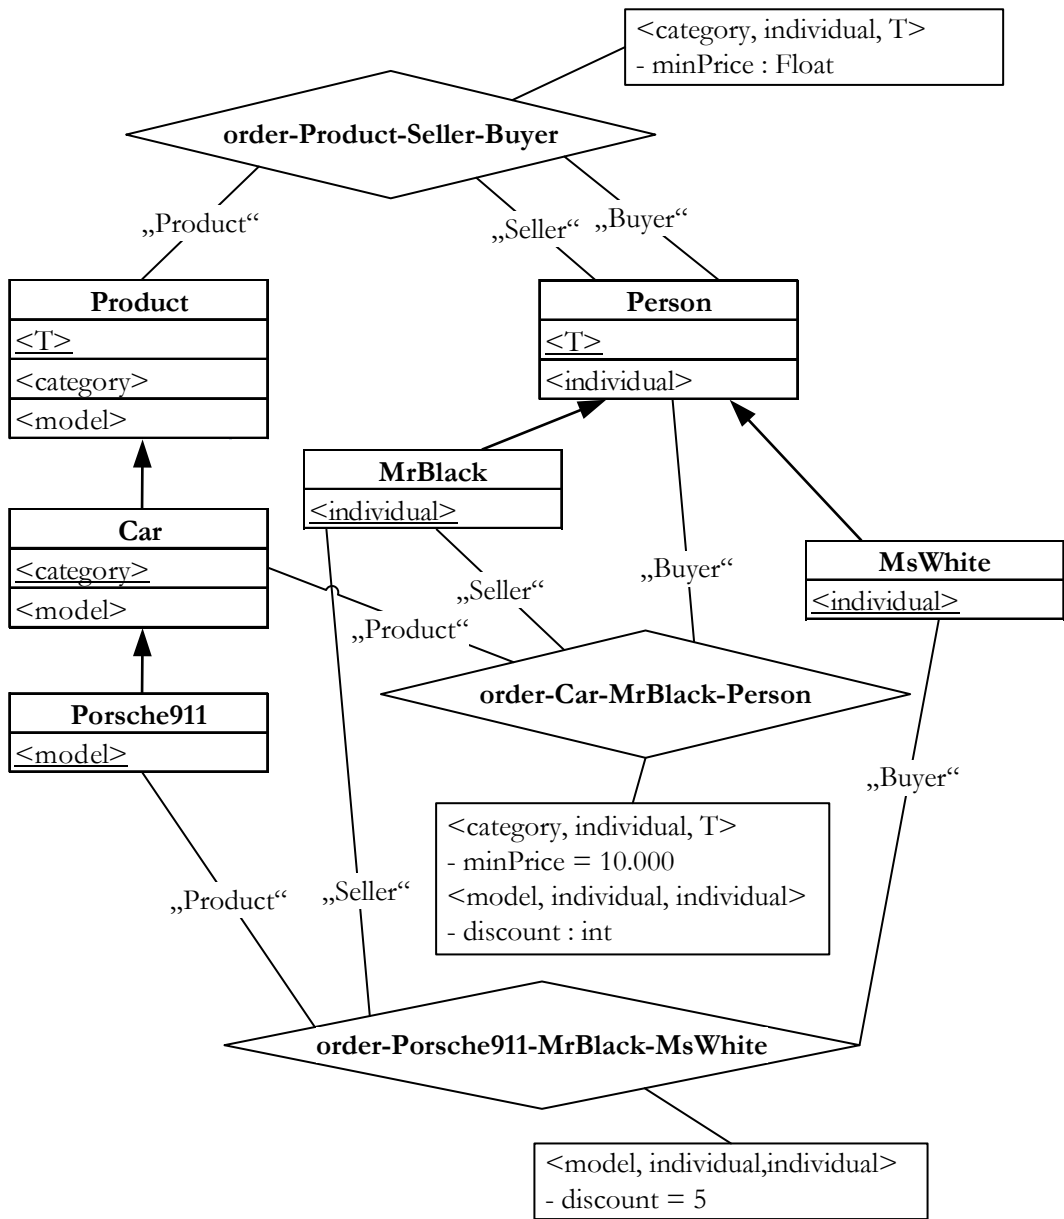 <category, individual, T>
- minPrice : Float
order-Product-Seller-Buyer
„Product“
„Seller“
„Buyer“
Product
<T>
<category>
<model>
Person
<T>
<individual>
MrBlack
<individual>
Car
<category>
<model>
MsWhite
<individual>
„Buyer“
„Seller“
„Product“
order-Car-MrBlack-Person
Porsche911
<model>
„Buyer“
<category, individual, T>
- minPrice = 10.000
<model, individual, individual>
- discount : int
„Product“
„Seller“
order-Porsche911-MrBlack-MsWhite
<model, individual,individual>
- discount = 5